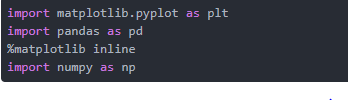 import matplotlib.pyplot as plt
import pandas as pd
%matplotlib inline
import numpy as np